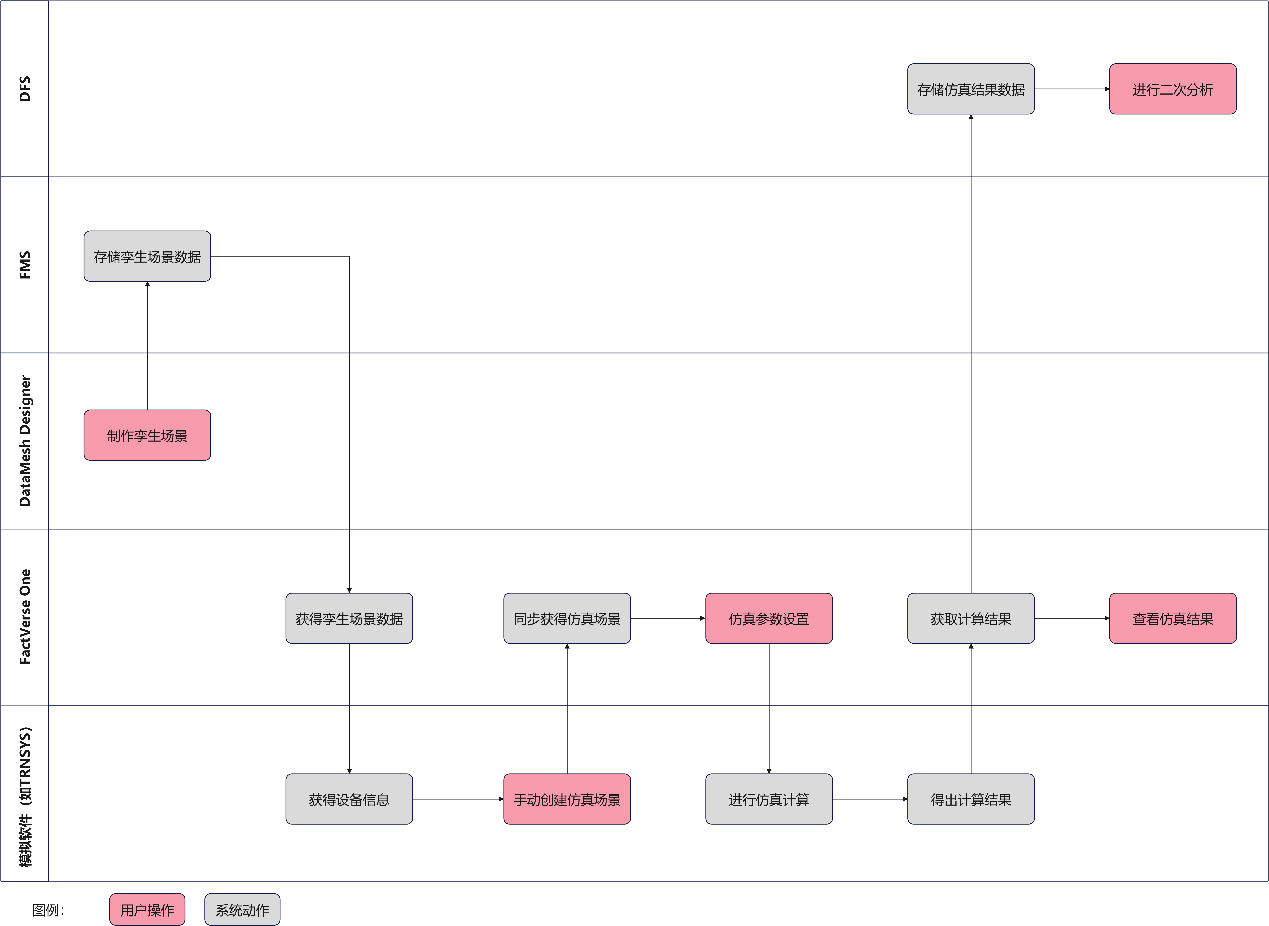 DFS
存储仿真结果数据
进行二次分析
FMS
存储孪生场景数据
DataMesh Designer
制作孪生场景
FactVerse One
获得孪生场景数据
同步获得仿真场景
仿真参数设置
获取计算结果
查看仿真结果
模拟软件（如TRNSYS）
获得设备信息
手动创建仿真场景
进行仿真计算
得出计算结果
图例：
用户操作
系统动作